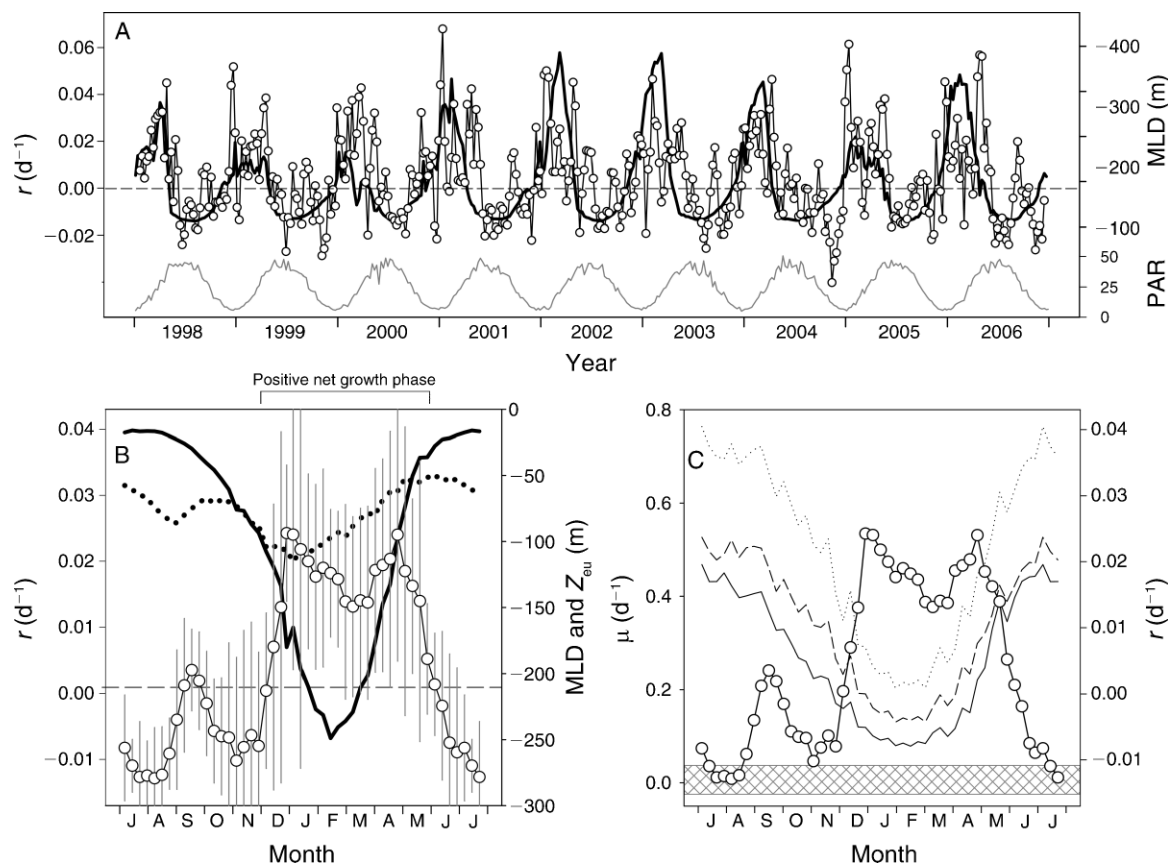 A
r (d⁻¹)
0.06
0.04
0.02
0.00
−0.02
−400
−300
−200
−100
MLD (m)
50
25
0
PAR
1998 1999 2000 2001 2002 2003 2004 2005 2006
Year
Positive net growth phase
B
r (d⁻¹)
0.04
0.03
0.02
0.01
0.00
−0.01
0
−50
−100
−150
−200
−250
−300
MLD and Zeu (m)
J A S O N D J F M A M J J
Month
C
μ (d⁻¹)
0.8
0.6
0.4
0.2
0.0
0.04
0.03
0.02
0.01
0.00
−0.01
r (d⁻¹)
J A S O N D J F M A M J J
Month